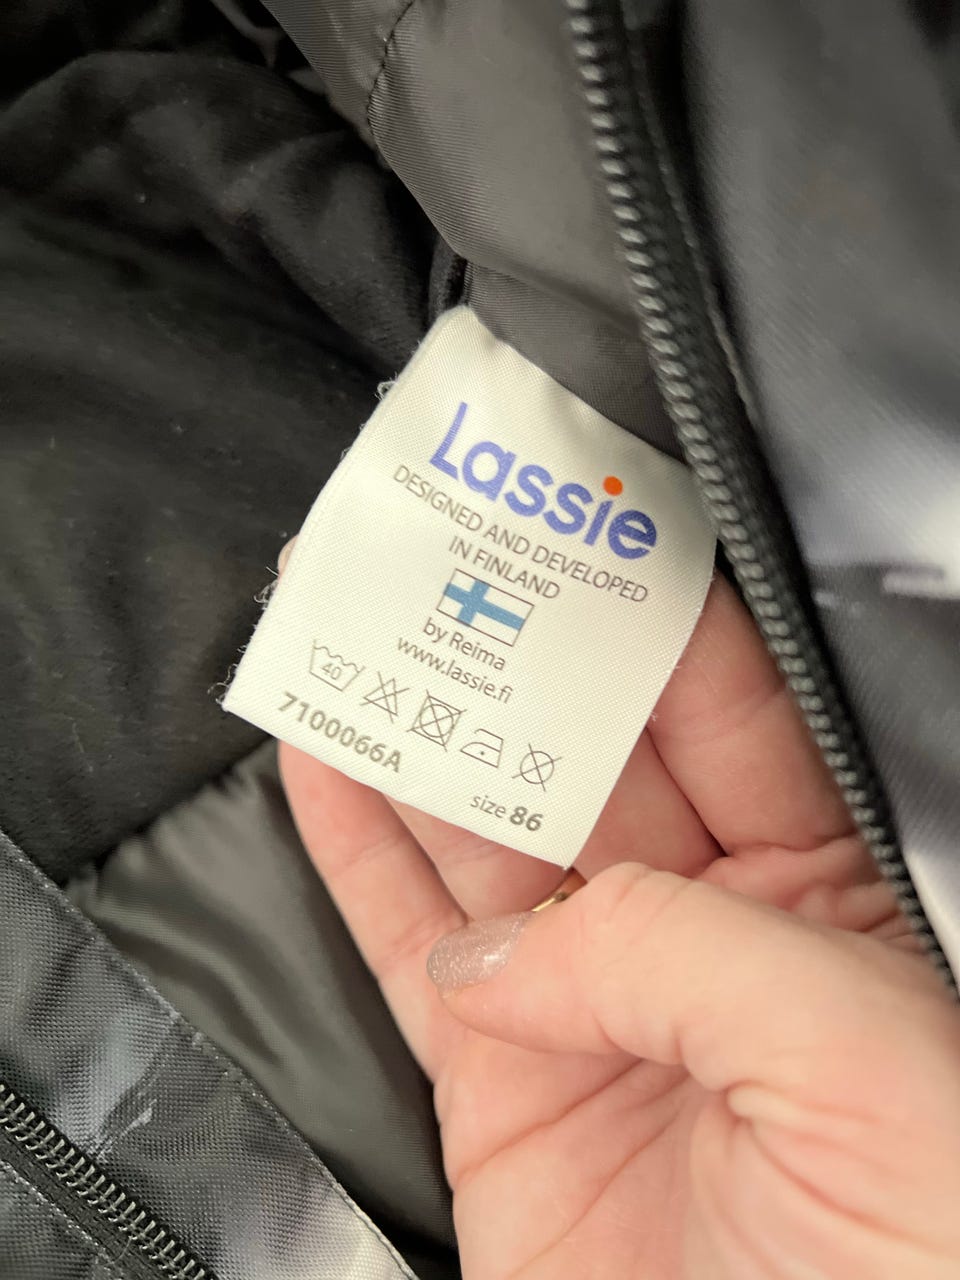 Lassie
DESIGNED AND DEVELOPED
IN FINLAND
by Reima
www.lassie.fi
40
7100066A
size 86